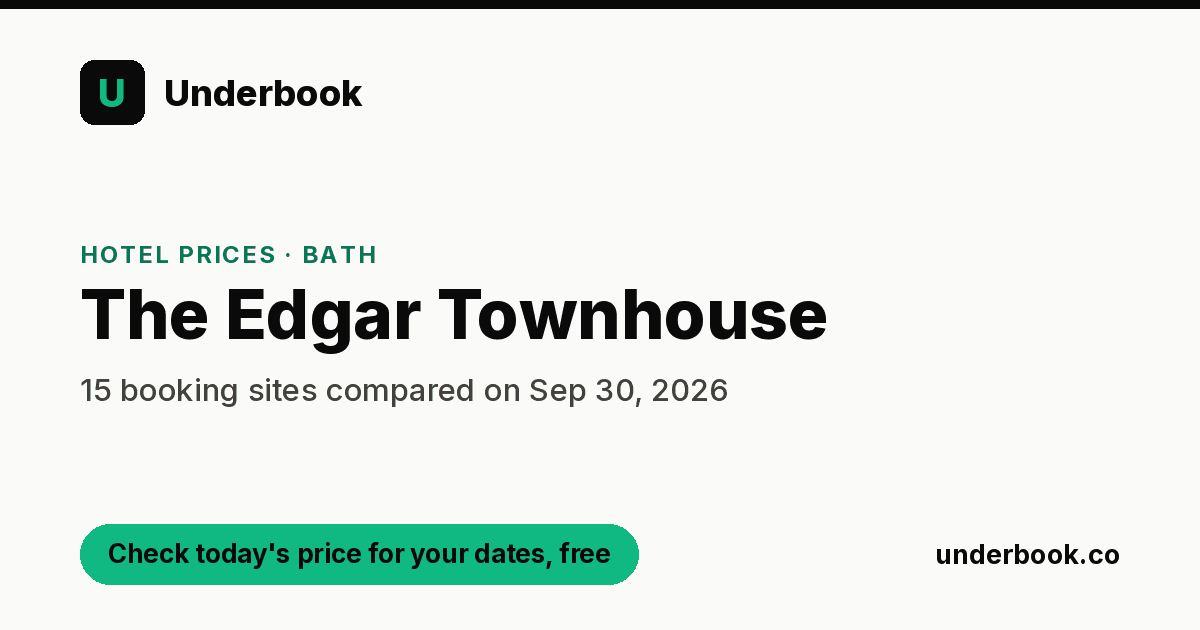 U Underbook
HOTEL PRICES · BATH
The Edgar Townhouse
15 booking sites compared on Sep 30, 2026
Check today's price for your dates, free
underbook.co